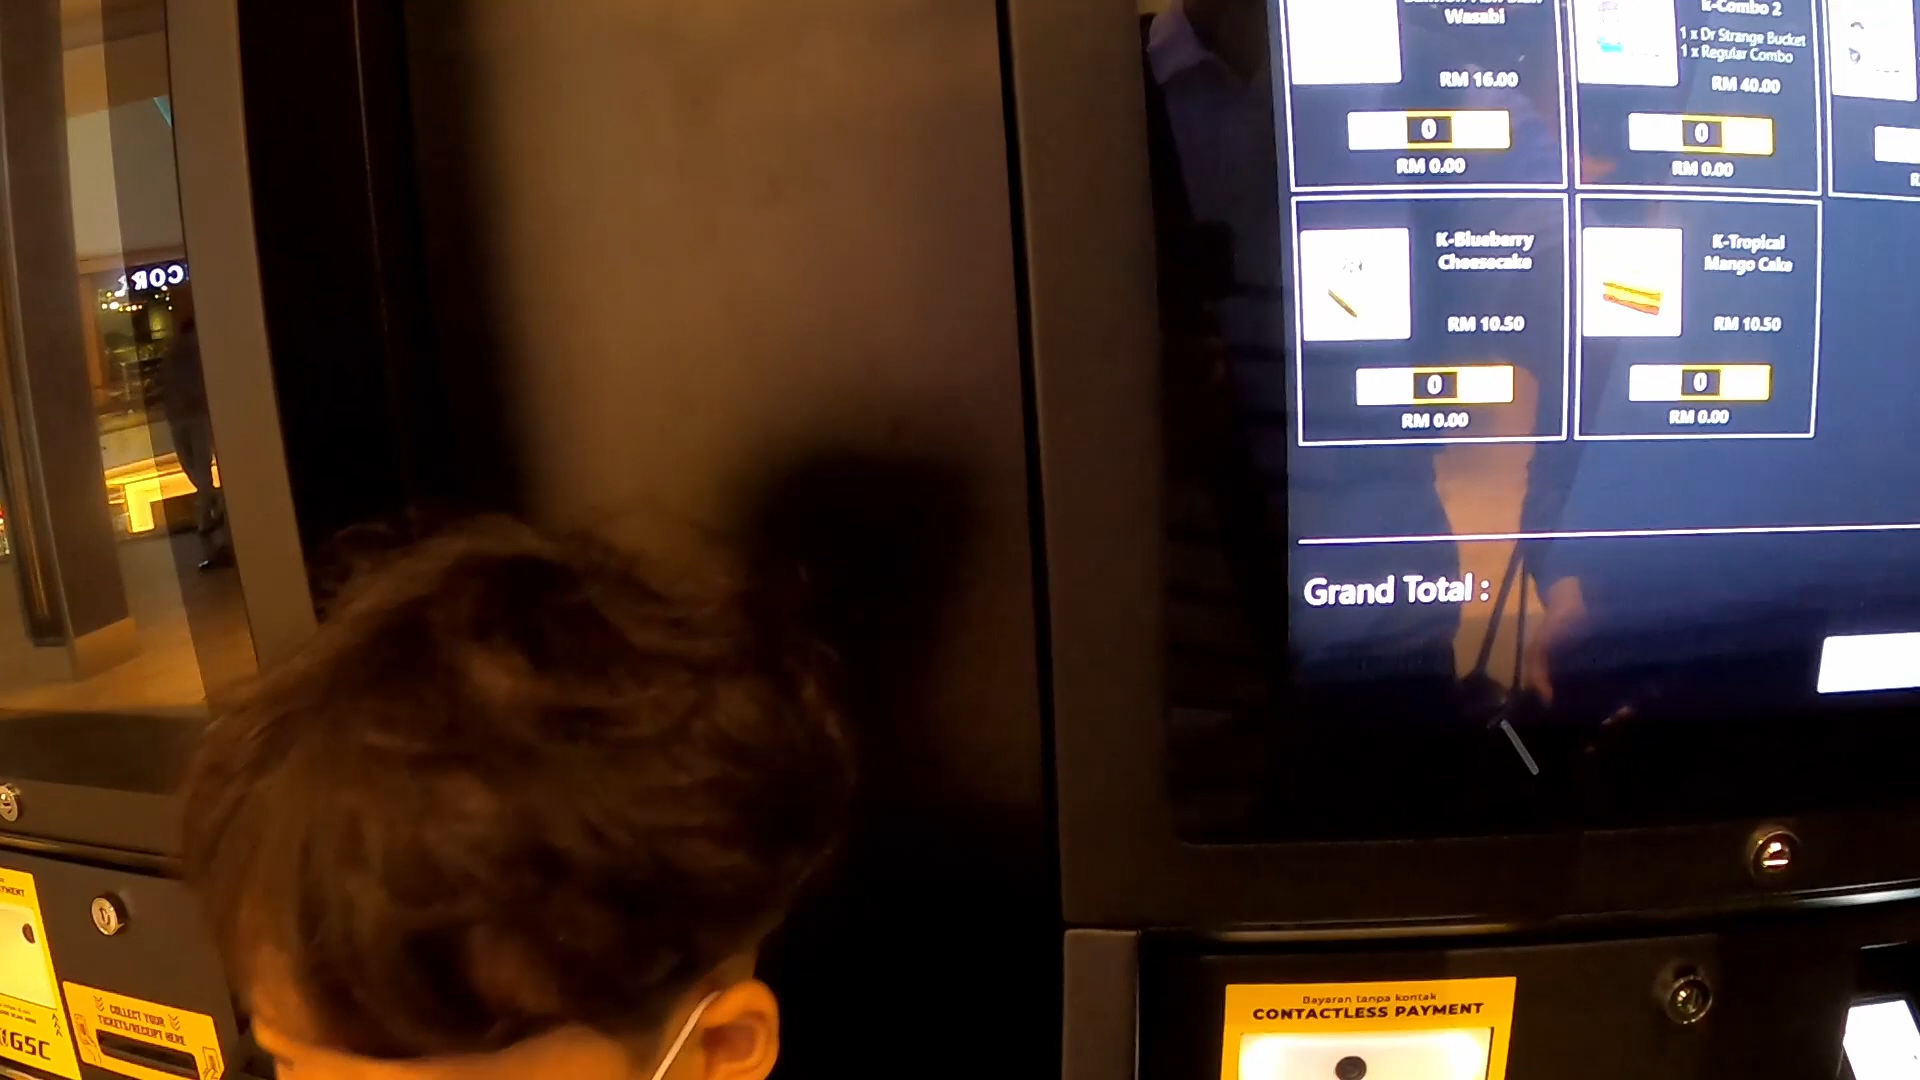 Wasabi
RM 16.00
0
RM 0.00
K-Combo 2
1 x Dr Strange Bucket
1 x Regular Combo
RM 40.00
0
RM 0.00
K-Blueberry
Cheesecake
RM 10.50
0
RM 0.00
K-Tropical
Mango Cake
RM 10.50
0
RM 0.00
Grand Total :
COLLECT YOUR
TICKETS/RECEIPT HERE
GSC
Bayaran tanpa kontak
CONTACTLESS PAYMENT